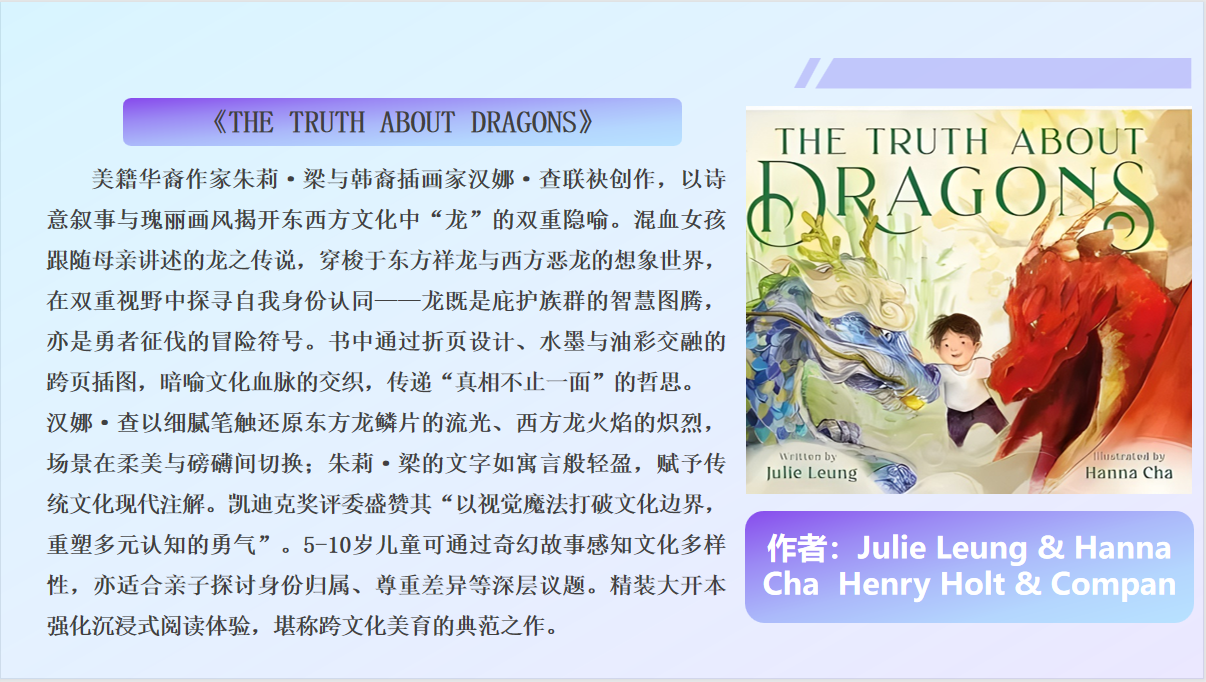 《THE TRUTH ABOUT DRAGONS》
美籍华裔作家朱莉·梁与韩裔插画家汉娜·查联袂创作，以诗
意叙事与瑰丽画风揭开东西方文化中“龙”的双重隐喻。混血女孩
跟随母亲讲述的龙之传说，穿梭于东方祥龙与西方恶龙的想象世界，
在双重视野中探寻自我身份认同——龙既是庇护族群的智慧图腾，
亦是勇者征伐的冒险符号。书中通过折页设计、水墨与油彩交融的
跨页插图，暗喻文化血脉的交织，传递“真相不止一面”的哲思。
汉娜·查以细腻笔触还原东方龙鳞片的流光、西方龙火焰的炽烈，
场景在柔美与磅礴间切换；朱莉·梁的文字如寓言般轻盈，赋予传
统文化现代注解。凯迪克奖评委盛赞其“以视觉魔法打破文化边界，
重塑多元认知的勇气”。5-10岁儿童可通过奇幻故事感知文化多样
性，亦适合亲子探讨身份归属、尊重差异等深层议题。精装大开本
强化沉浸式阅读体验，堪称跨文化美育的典范之作。
THE TRUTH ABOUT
DRAGONS
Written by
Julie Leung
Illustrated by
Hanna Cha
作者：Julie Leung & Hanna
Cha  Henry Holt & Compan